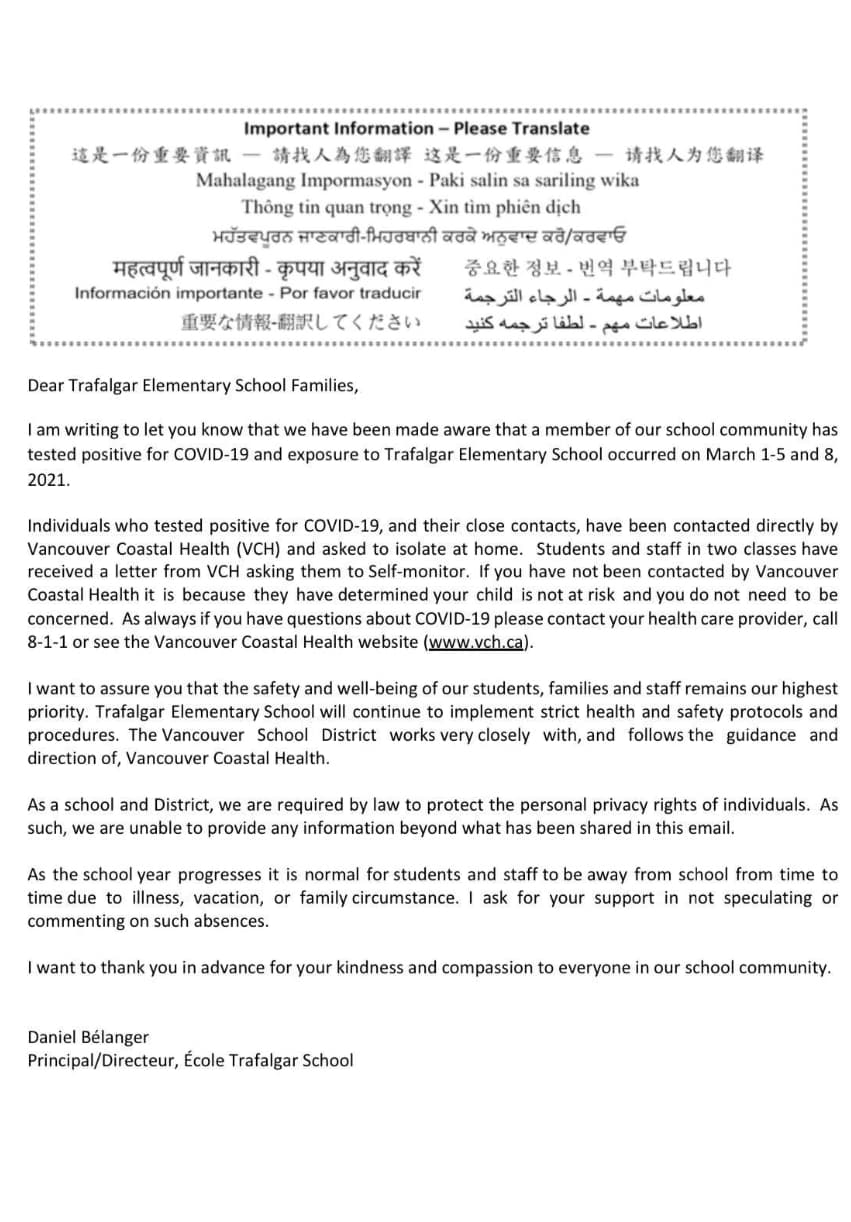 Important Information – Please Translate
這是一份重要資訊 — 請找人為您翻譯 这是一份重要信息 — 请找人为您翻译
Mahalagang Impormasyon - Paki salin sa sariling wika
Thông tin quan trọng - Xin tìm phiên dịch
ਮਹੱਤਵਪੂਰਨ ਜਾਣਕਾਰੀ-ਮਿਹਰਬਾਨੀ ਕਰਕੇ ਅਨੁਵਾਦ ਕਰੋ/ਕਰਵਾਓ
महत्वपूर्ण जानकारी - कृपया अनुवाद करें 중요한 정보 - 번역 부탁드립니다
Información importante - Por favor traducir معلومات مهمة - الرجاء الترجمة
重要な情報-翻訳してください اطلاعات مهم - لطفا ترجمه کنید
Dear Trafalgar Elementary School Families,
I am writing to let you know that we have been made aware that a member of our school community has
tested positive for COVID-19 and exposure to Trafalgar Elementary School occurred on March 1-5 and 8,
2021.
Individuals who tested positive for COVID-19, and their close contacts, have been contacted directly by
Vancouver Coastal Health (VCH) and asked to isolate at home. Students and staff in two classes have
received a letter from VCH asking them to Self-monitor. If you have not been contacted by Vancouver
Coastal Health it is because they have determined your child is not at risk and you do not need to be
concerned. As always if you have questions about COVID-19 please contact your health care provider, call
8-1-1 or see the Vancouver Coastal Health website (www.vch.ca).
I want to assure you that the safety and well-being of our students, families and staff remains our highest
priority. Trafalgar Elementary School will continue to implement strict health and safety protocols and
procedures. The Vancouver School District works very closely with, and follows the guidance and
direction of, Vancouver Coastal Health.
As a school and District, we are required by law to protect the personal privacy rights of individuals. As
such, we are unable to provide any information beyond what has been shared in this email.
As the school year progresses it is normal for students and staff to be away from school from time to
time due to illness, vacation, or family circumstance. I ask for your support in not speculating or
commenting on such absences.
I want to thank you in advance for your kindness and compassion to everyone in our school community.
Daniel Bélanger
Principal/Directeur, École Trafalgar School